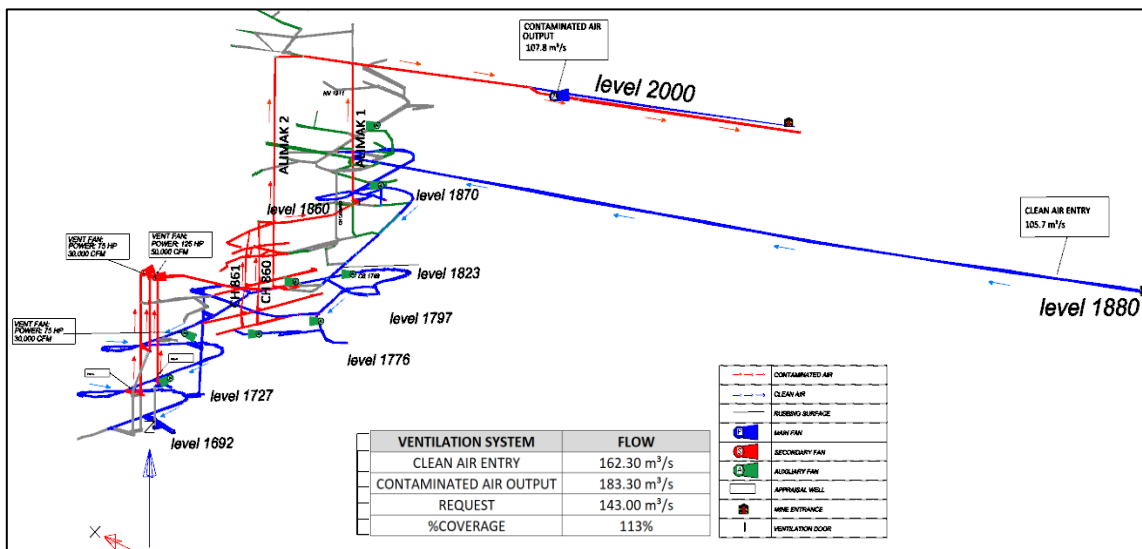 CONTAMINATED AIR
OUTPUT
107.8 m³/s
level 2000
ALIMAK 2
ALIMAK 1
level 1860
level 1870
CLEAN AIR ENTRY
105.7 m³/s
level 1880
VENT FAN:
POWER: 75 HP
30,000 CFM
VENT FAN:
POWER: 125 HP
50,000 CFM
CH 861
CH 860
level 1823
level 1797
VENT FAN:
POWER: 75 HP
30,000 CFM
level 1776
level 1727
level 1692
Z
X
VENTILATION SYSTEM FLOW
CLEAN AIR ENTRY 162.30 m³/s
CONTAMINATED AIR OUTPUT 183.30 m³/s
REQUEST 143.00 m³/s
%COVERAGE 113%
CONTAMINATED AIR
CLEAN AIR
RUBBING SURFACE
MAIN FAN
SECONDARY FAN
AUXILIARY FAN
APPRAISAL WELL
MINE ENTRANCE
VENTILATION DOOR